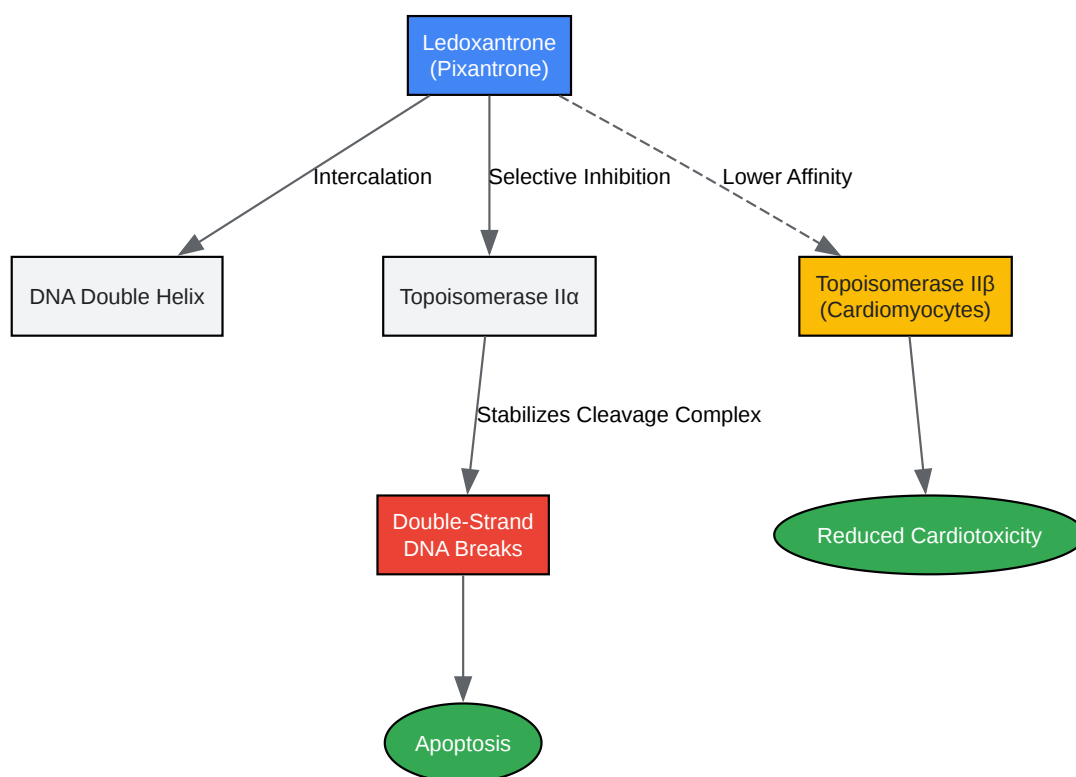 Ledoxantrone
(Pixantrone)
Intercalation
Selective Inhibition
Lower Affinity
DNA Double Helix
Topoisomerase IIα
Topoisomerase IIβ
(Cardiomyocytes)
Stabilizes Cleavage Complex
Double-Strand
DNA Breaks
Reduced Cardiotoxicity
Apoptosis